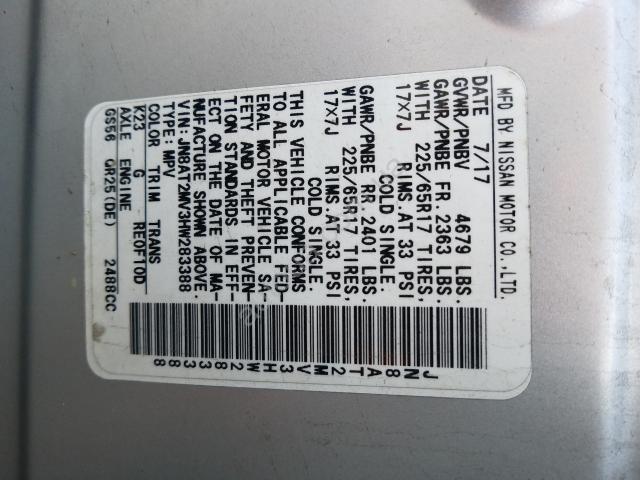 MFD BY NISSAN MOTOR CO.,LTD.
DATE 7/17
GVWR/PNBV 4679 LBS.
GAWR/PNBE FR. 2363 LBS.
WITH 225/65R17 TIRES,
17X7J RIMS.AT 33 PSI
COLD SINGLE.
GAWR/PNBE RR. 2401 LBS.
WITH 225/65R17 TIRES,
17X7J RIMS.AT 33 PSI
COLD SINGLE.
THIS VEHICLE CONFORMS
TO ALL APPLICABLE FED-
ERAL MOTOR VEHICLE SA-
FETY AND THEFT PREVEN-
TION STANDARDS IN EFF-
ECT ON THE DATE OF MA-
NUFACTURE SHOWN ABOVE.
VIN:JN8AT2MV3HW283388
TYPE:MPV
COLOR TRIM TRANS
K23 G RE0F10D
AXLE ENGINE
GS56 QR25(DE) 2488CC
JN8AT2MV3HW283388